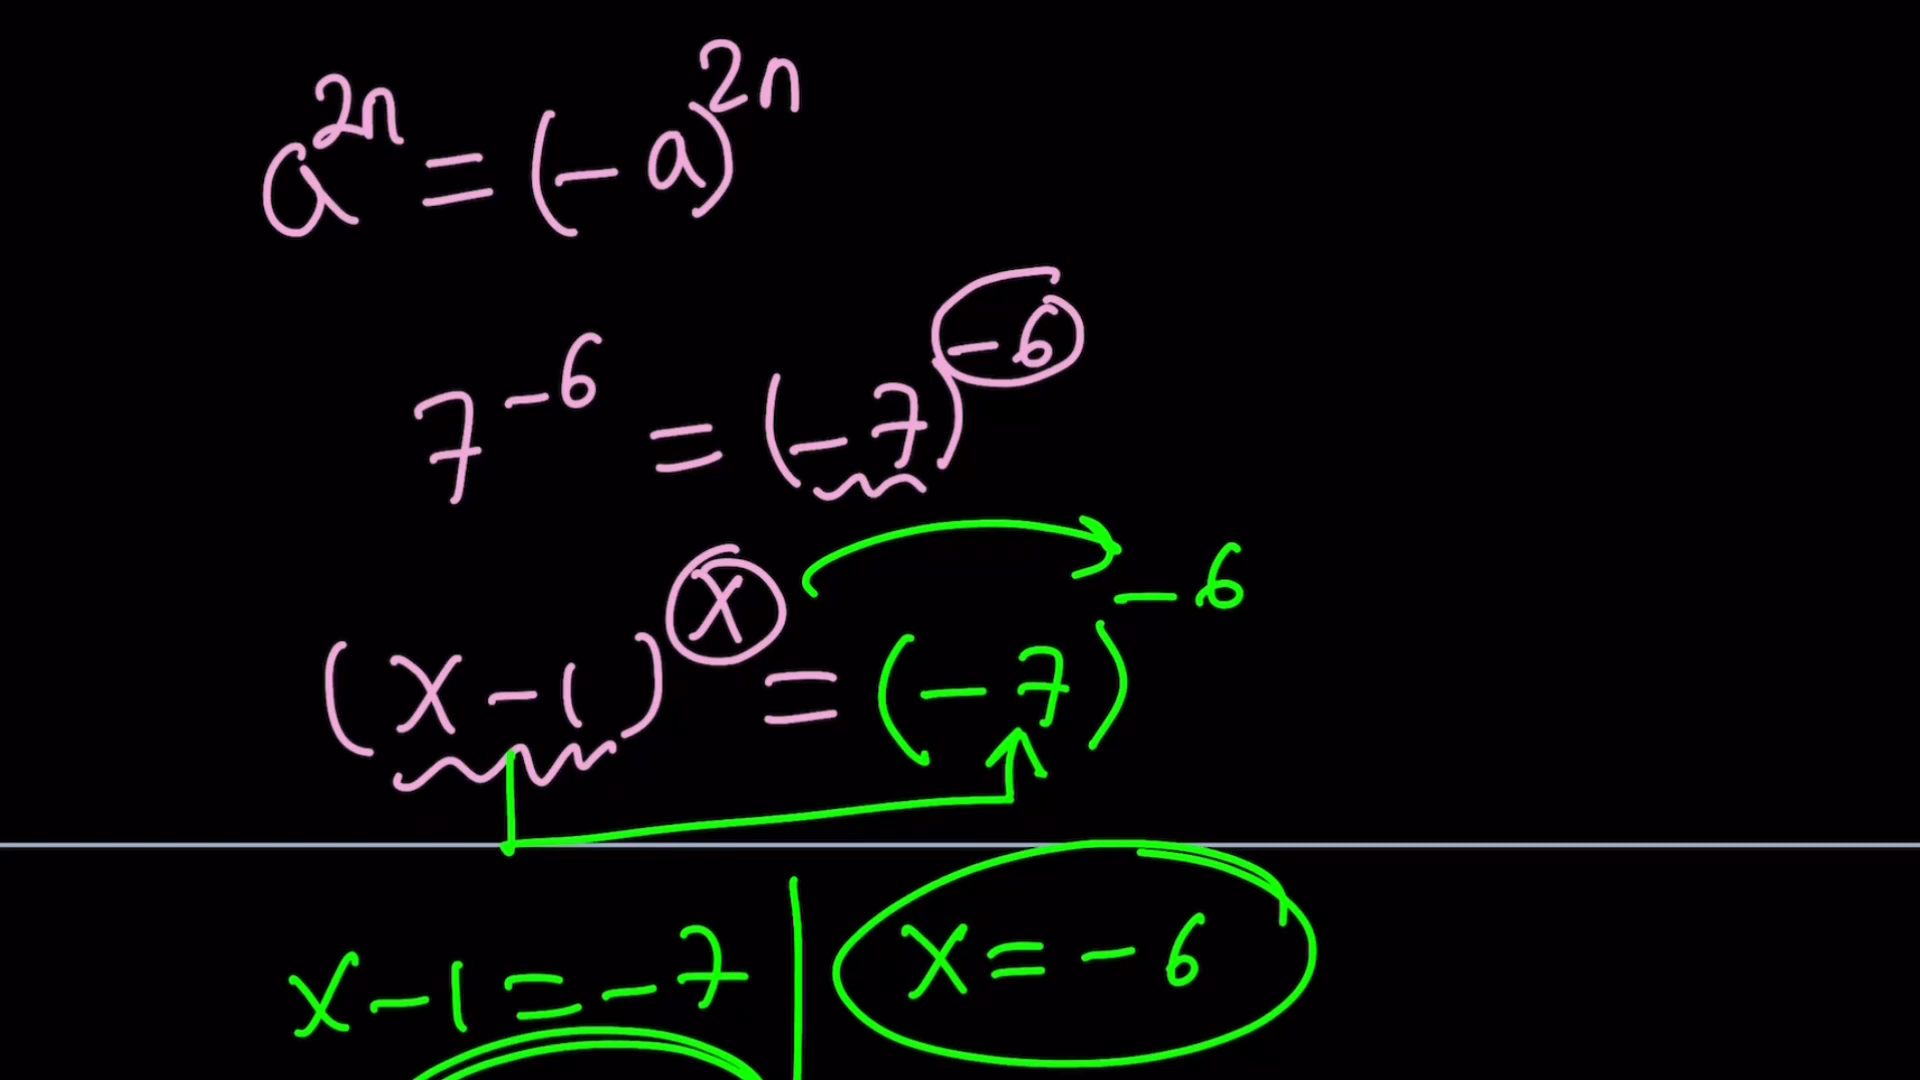 a^{2n} = (-a)^{2n}
7^{-6} = (-7)^{-6}
(x-1)^x = (-7)^{-6}
x-1 = -7 | x = -6